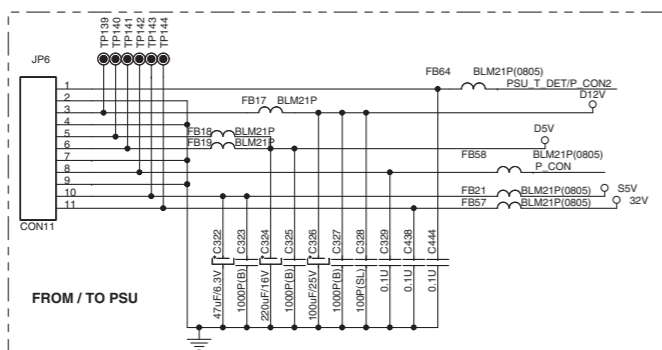 TP139
TP140
TP141
TP142
TP143
TP144
JP6
1
2
3
4
5
6
7
8
9
10
11
CON11
FB64 BLM21P(0805)
PSU_T_DET/P_CON2
FB17 BLM21P
D12V
FB18 BLM21P
FB19 BLM21P
D5V
FB58 BLM21P(0805)
P_CON
FB21 BLM21P(0805)
S5V
FB57 BLM21P(0805)
32V
47uF/6.3V C322
1000P(B) C323
220uF/16V C324
1000P(B) C325
100uF/25V C326
1000P(B) C327
100P(SL) C328
0.1U C329
0.1U C438
0.1U C444
FROM / TO PSU